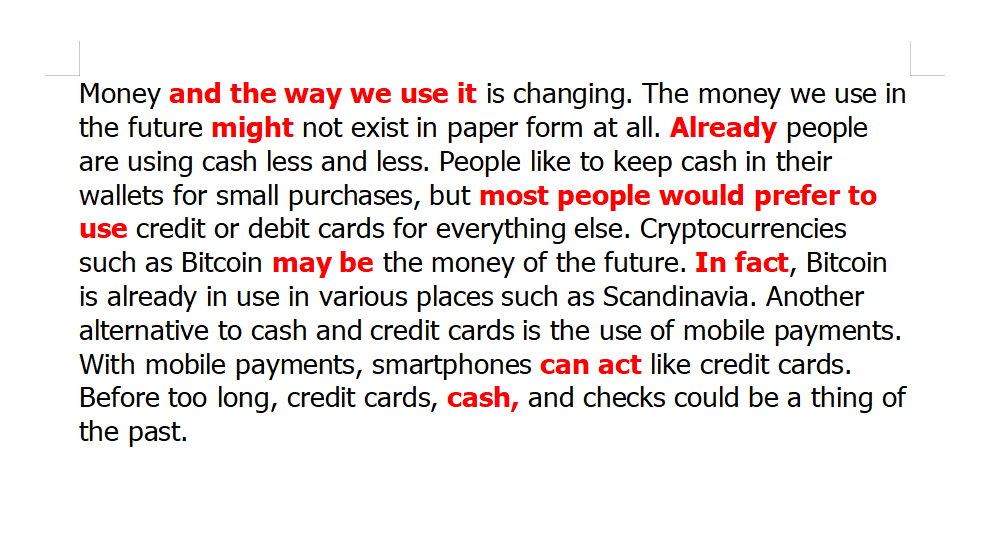 Money and the way we use it is changing. The money we use in
the future might not exist in paper form at all. Already people
are using cash less and less. People like to keep cash in their
wallets for small purchases, but most people would prefer to
use credit or debit cards for everything else. Cryptocurrencies
such as Bitcoin may be the money of the future. In fact, Bitcoin
is already in use in various places such as Scandinavia. Another
alternative to cash and credit cards is the use of mobile payments.
With mobile payments, smartphones can act like credit cards.
Before too long, credit cards, cash, and checks could be a thing of
the past.